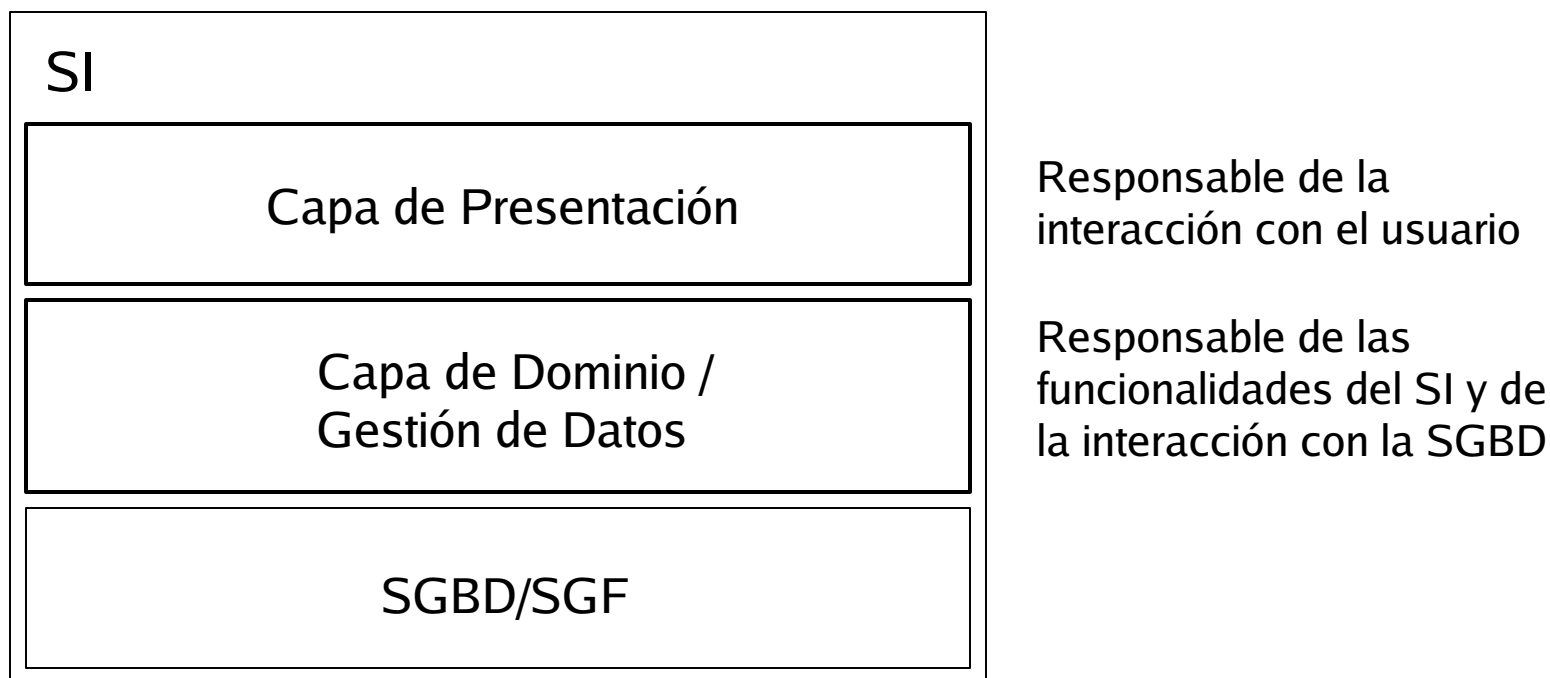 SI
Capa de Presentación
Responsable de la
interacción con el usuario
Capa de Dominio /
Gestión de Datos
Responsable de las
funcionalidades del SI y de
la interacción con la SGBD
SGBD/SGF